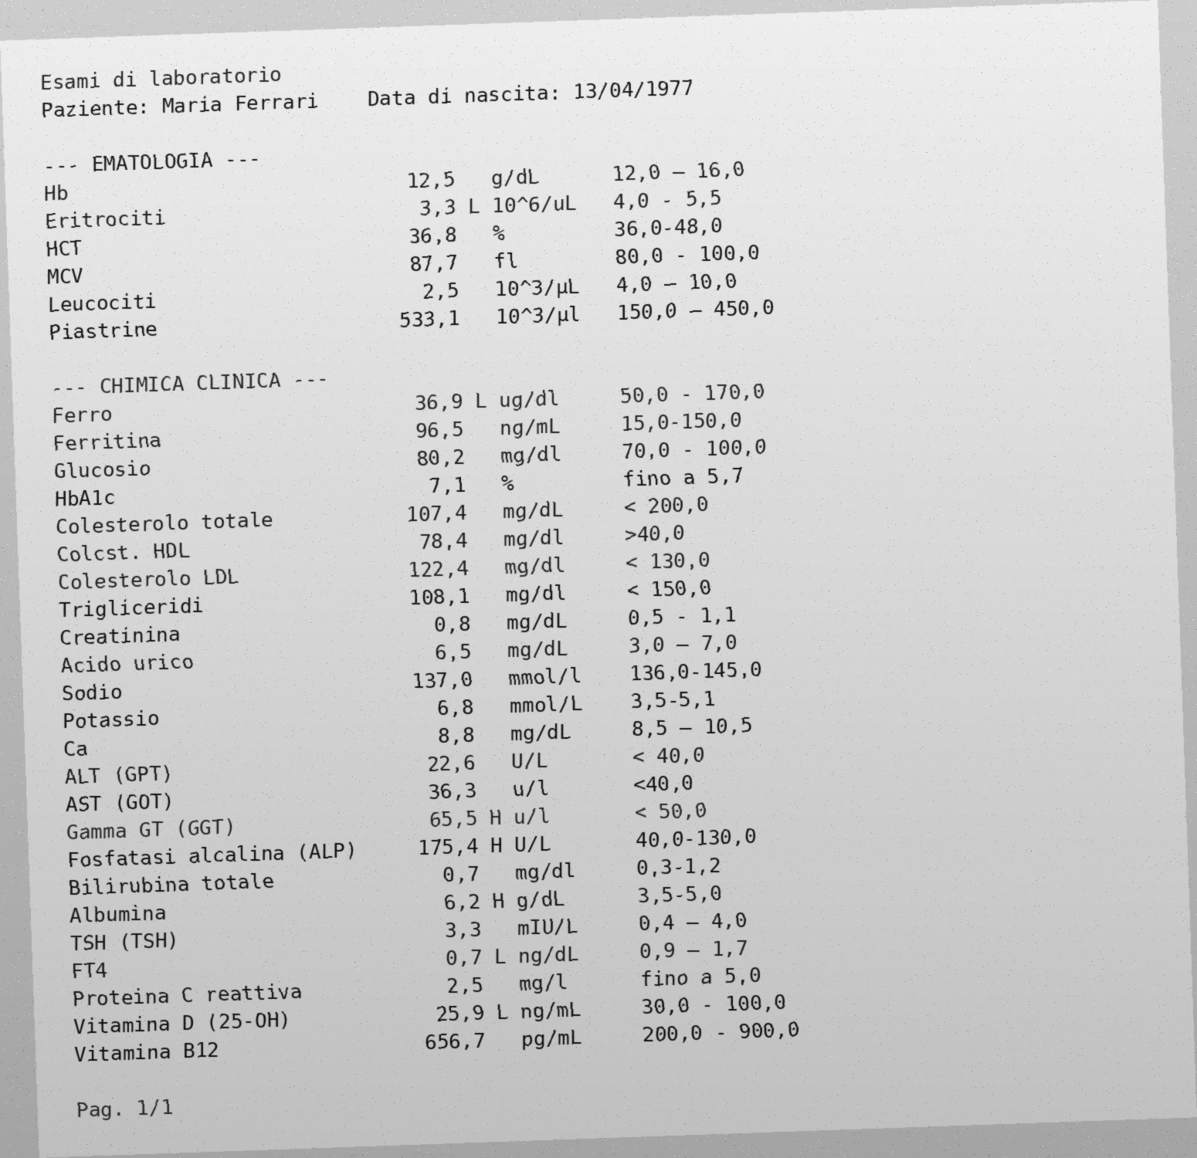 Esami di laboratorio
Paziente: Maria Ferrari    Data di nascita: 13/04/1977

--- EMATOLOGIA ---
Hb    12,5    g/dL    12,0 – 16,0
Eritrociti    3,3 L 10^6/uL    4,0 - 5,5
HCT    36,8    %    36,0-48,0
MCV    87,7    fl    80,0 - 100,0
Leucociti    2,5    10^3/µL    4,0 – 10,0
Piastrine    533,1    10^3/µl    150,0 – 450,0

--- CHIMICA CLINICA ---
Ferro    36,9 L ug/dl    50,0 - 170,0
Ferritina    96,5    ng/mL    15,0-150,0
Glucosio    80,2    mg/dl    70,0 - 100,0
HbA1c    7,1    %    fino a 5,7
Colesterolo totale    107,4    mg/dL    < 200,0
Colcst. HDL    78,4    mg/dl    >40,0
Colesterolo LDL    122,4    mg/dl    < 130,0
Trigliceridi    108,1    mg/dl    < 150,0
Creatinina    0,8    mg/dL    0,5 - 1,1
Acido urico    6,5    mg/dL    3,0 – 7,0
Sodio    137,0    mmol/l    136,0-145,0
Potassio    6,8    mmol/L    3,5-5,1
Ca    8,8    mg/dL    8,5 – 10,5
ALT (GPT)    22,6    U/L    < 40,0
AST (GOT)    36,3    u/l    <40,0
Gamma GT (GGT)    65,5 H u/l    < 50,0
Fosfatasi alcalina (ALP)    175,4 H U/L    40,0-130,0
Bilirubina totale    0,7    mg/dl    0,3-1,2
Albumina    6,2 H g/dL    3,5-5,0
TSH (TSH)    3,3    mIU/L    0,4 – 4,0
FT4    0,7 L ng/dL    0,9 – 1,7
Proteina C reattiva    2,5    mg/l    fino a 5,0
Vitamina D (25-OH)    25,9 L ng/mL    30,0 - 100,0
Vitamina B12    656,7    pg/mL    200,0 - 900,0

Pag. 1/1